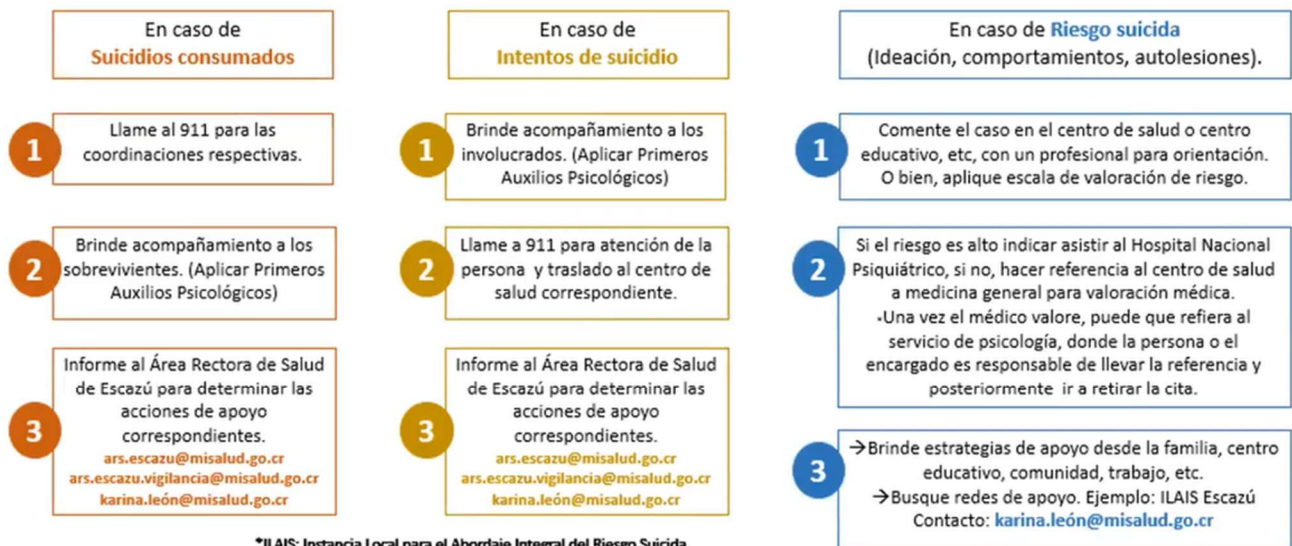 En caso de
Suicidios consumados
1
Llame al 911 para las
coordinaciones respectivas.
2
Brinde acompañamiento a los
sobrevivientes. (Aplicar Primeros
Auxilios Psicológicos)
3
Informe al Área Rectora de Salud
de Escazú para determinar las
acciones de apoyo
correspondientes.
ars.escazu@misalud.go.cr
ars.escazu.vigilancia@misalud.go.cr
karina.león@misalud.go.cr
En caso de
Intentos de suicidio
1
Brinde acompañamiento a los
involucrados. (Aplicar Primeros
Auxilios Psicológicos)
2
Llame a 911 para atención de la
persona y traslado al centro de
salud correspondiente.
3
Informe al Área Rectora de Salud
de Escazú para determinar las
acciones de apoyo
correspondientes.
ars.escazu@misalud.go.cr
ars.escazu.vigilancia@misalud.go.cr
karina.león@misalud.go.cr
En caso de Riesgo suicida
(Ideación, comportamientos, autolesiones).
1
Comente el caso en el centro de salud o centro
educativo, etc, con un profesional para orientación.
O bien, aplique escala de valoración de riesgo.
2
Si el riesgo es alto indicar asistir al Hospital Nacional
Psiquiátrico, si no, hacer referencia al centro de salud
a medicina general para valoración médica.
-Una vez el médico valore, puede que refiera al
servicio de psicología, donde la persona o el
encargado es responsable de llevar la referencia y
posteriormente ir a retirar la cita.
3
→Brinde estrategias de apoyo desde la familia, centro
educativo, comunidad, trabajo, etc.
→Busque redes de apoyo. Ejemplo: ILAIS Escazú
Contacto: karina.león@misalud.go.cr
*ILAIS: Instancia Local para el Abordaje Integral del Riesgo Suicida